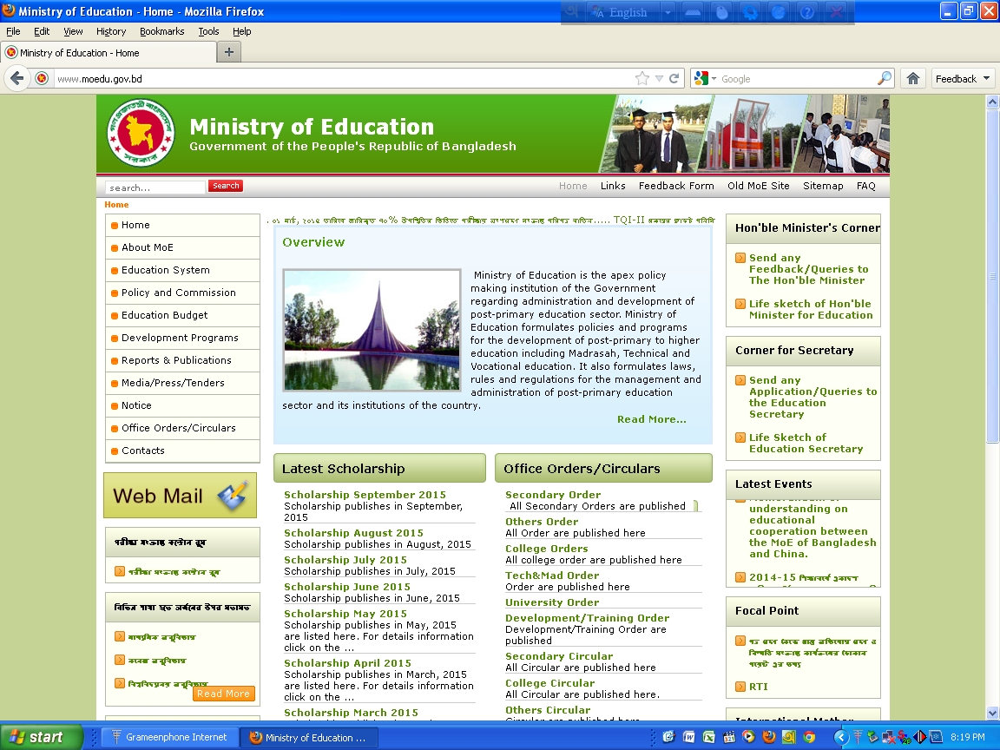 Ministry of Education - Home - Mozilla Firefox
English
File Edit View History Bookmarks Tools Help
Ministry of Education - Home
www.moedu.gov.bd
Google
Feedback
Ministry of Education
Government of the People's Republic of Bangladesh
search...
Search
Home Links Feedback Form Old MoE Site Sitemap FAQ
Home
Home
About MoE
Education System
Policy and Commission
Education Budget
Development Programs
Reports & Publications
Media/Press/Tenders
Notice
Office Orders/Circulars
Contacts
Web Mail
পরীক্ষা সংক্রান্ত কন্ট্রোল রুম
পরীক্ষা সংক্রান্ত কন্ট্রোল রুম
Read More
০১ মার্চ, ২০১৫ তারিখে
TQI-II
Overview
Ministry of Education is the apex policy
making institution of the Government
regarding administration and development of
post-primary education sector. Ministry of
Education formulates policies and programs
for the development of post-primary to higher
education including Madrasah, Technical and
Vocational education. It also formulates laws,
rules and regulations for the management and
administration of post-primary education
sector and its institutions of the country.
Read More...
Latest Scholarship
Scholarship September 2015
Scholarship publishes in September,
2015
Scholarship August 2015
Scholarship publishes in August, 2015
Scholarship July 2015
Scholarship publishes in July, 2015
Scholarship June 2015
Scholarship publishes in June, 2015
Scholarship May 2015
Scholarship publishes in May, 2015
are listed here. For details information
click on the ...
Scholarship April 2015
Scholarship publishes in March, 2015
are listed here. For details information
click on the ...
Scholarship March 2015
Office Orders/Circulars
Secondary Order
All Secondary Orders are published
Others Order
All Order are published here
College Orders
All college order are published here
Tech&Mad Order
Order are published here
University Order
Development/Training Order
Development/Training Order are
published
Secondary Circular
All Circular are published here
College Circular
All Circular are published here.
Others Circular
Circular are published here
Hon'ble Minister's Corner
Send any
Feedback/Queries to
The Hon'ble Minister
Life sketch of Hon'ble
Minister for Education
Corner for Secretary
Send any
Application/Queries to
the Education
Secretary
Life Sketch of
Education Secretary
Latest Events
Memorandum of
understanding on
educational
cooperation between
the MoE of Bangladesh
and China.
2014-15
Focal Point
RTI
International Mother
start
Grameenphone Internet
Ministry of Education ...
8:19 PM